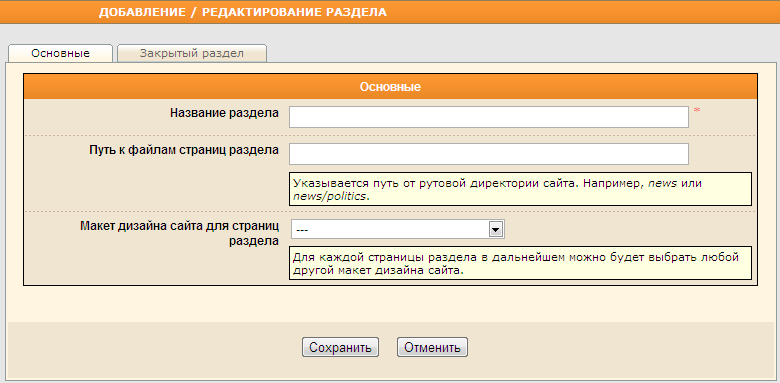 ДОБАВЛЕНИЕ / РЕДАКТИРОВАНИЕ РАЗДЕЛА
Основные
Закрытый раздел
Основные
Название раздела
*
Путь к файлам страниц раздела
Указывается путь от рутовой директории сайта. Например, news или
news/politics.
Макет дизайна сайта для страниц
раздела
---
Для каждой страницы раздела в дальнейшем можно будет выбрать любой
другой макет дизайна сайта.
Сохранить
Отменить